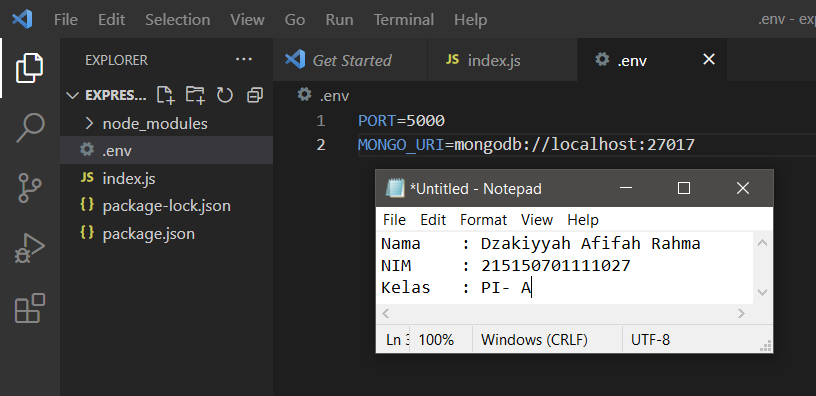 File Edit Selection View Go Run Terminal Help .env - exp
EXPLORER ...
Get Started
JS index.js
.env
EXPRES...
node_modules
.env
JS index.js
{} package-lock.json
{} package.json
.env
1 PORT=5000
2 MONGO_URI=mongodb://localhost:27017
*Untitled - Notepad
File Edit Format View Help
Nama : Dzakiyyah Afifah Rahma
NIM : 215150701111027
Kelas : PI- A
Ln 3 100% Windows (CRLF) UTF-8